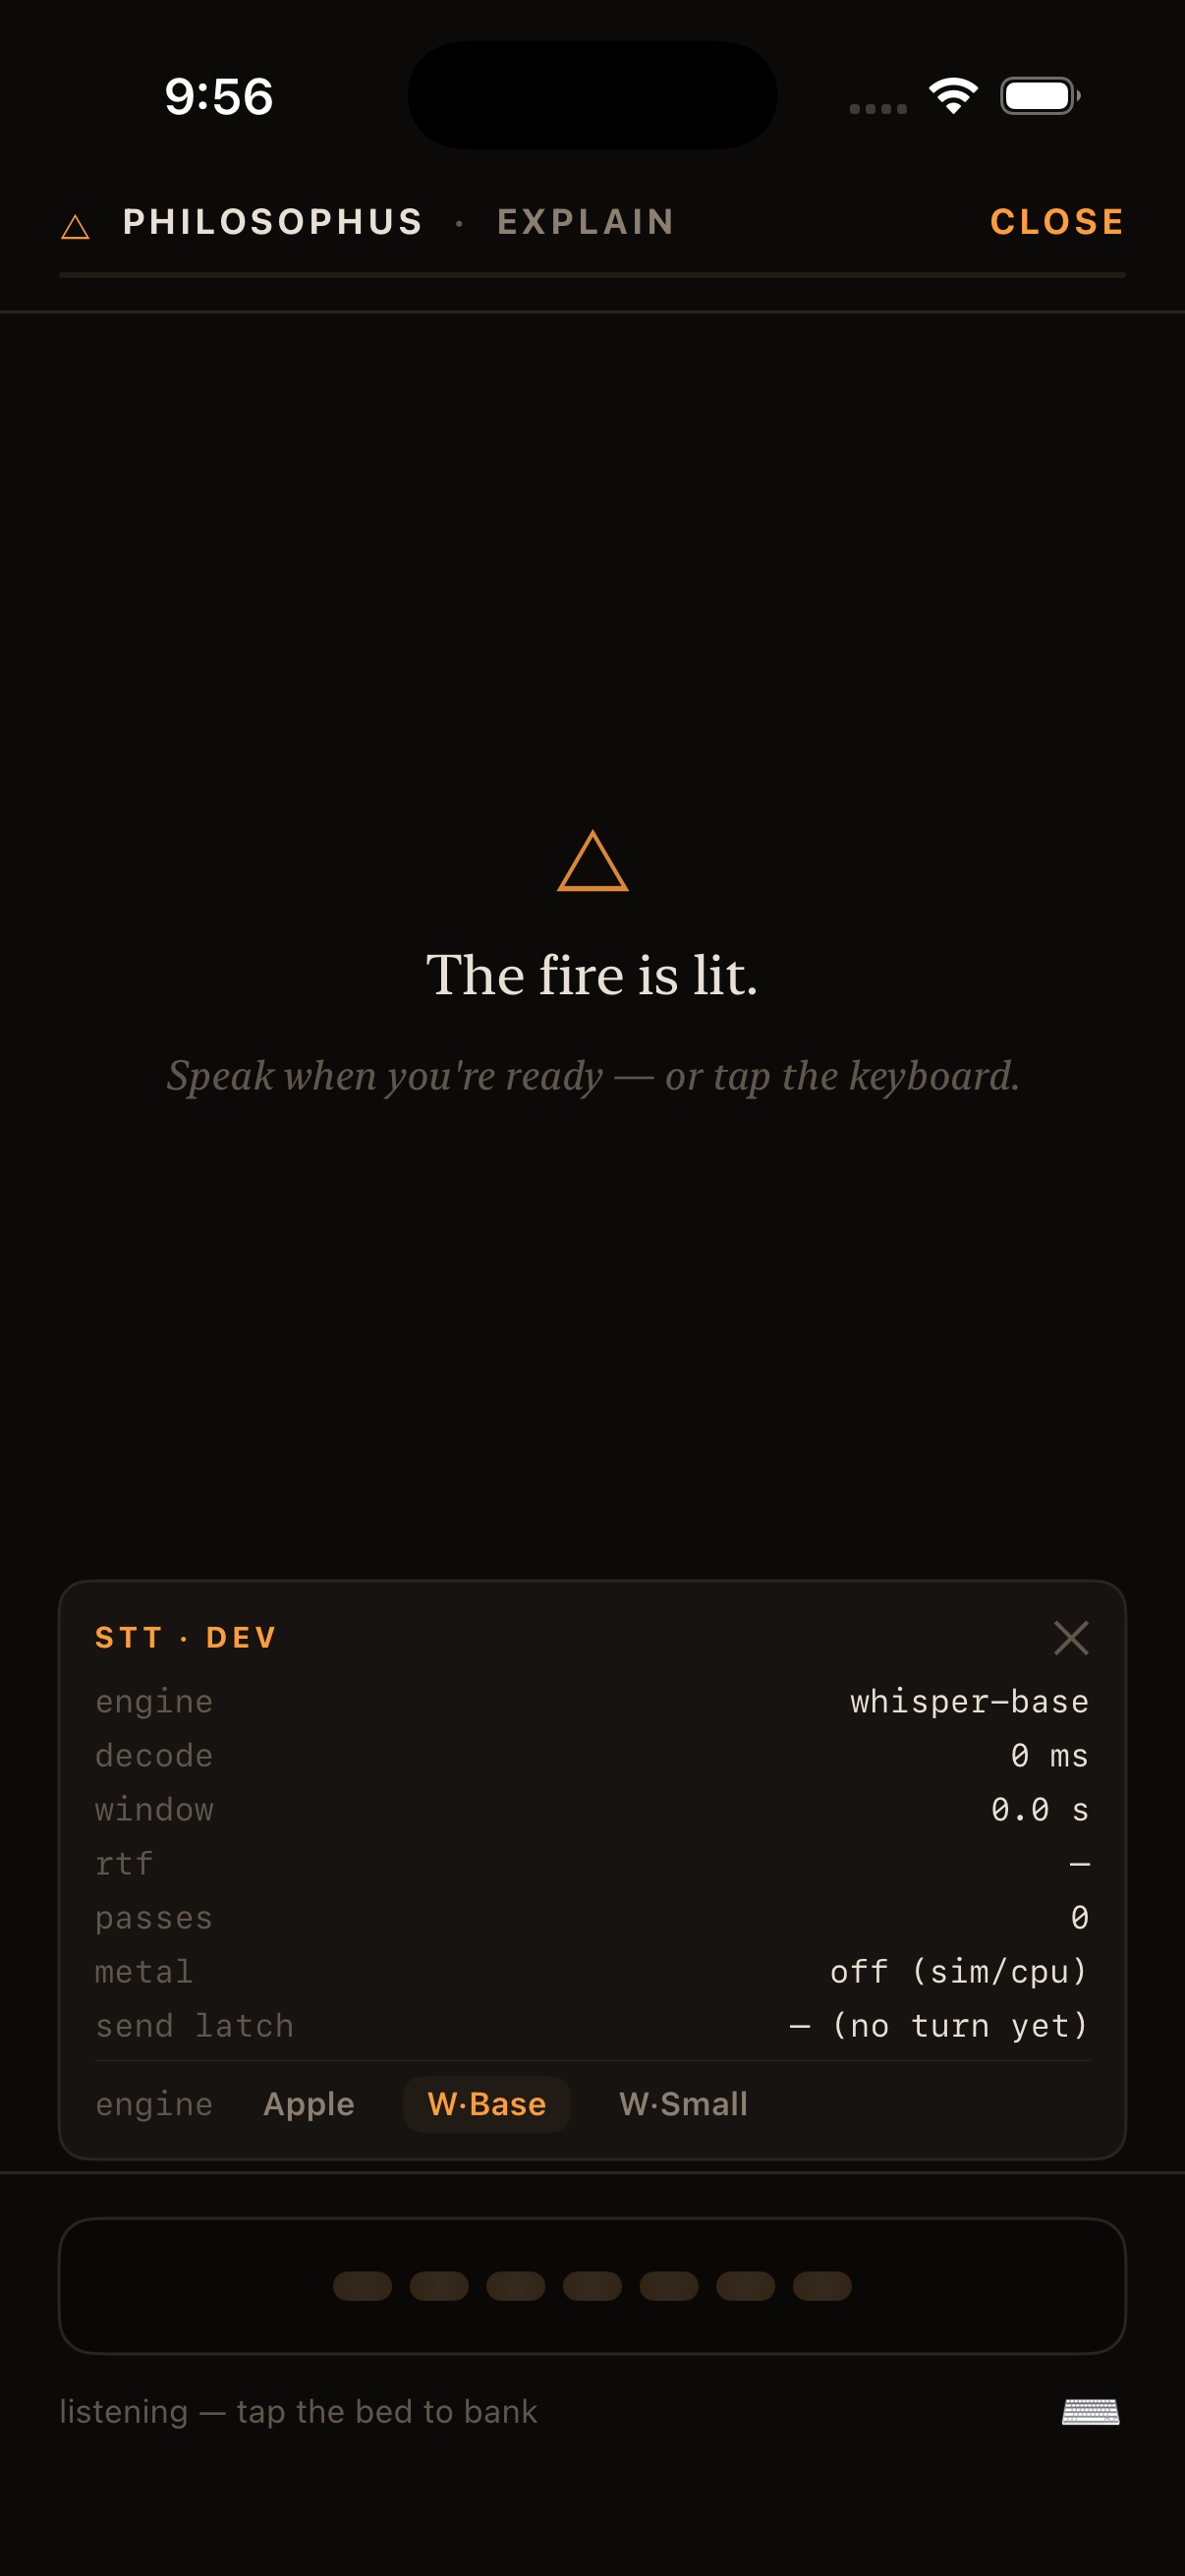 9:56
PHILOSOPHUS · EXPLAIN CLOSE
The fire is lit.
Speak when you're ready — or tap the keyboard.
STT · DEV
engine whisper-base
decode 0 ms
window 0.0 s
rtf —
passes 0
metal off (sim/cpu)
send latch — (no turn yet)
engine Apple W·Base W·Small
listening — tap the bed to bank